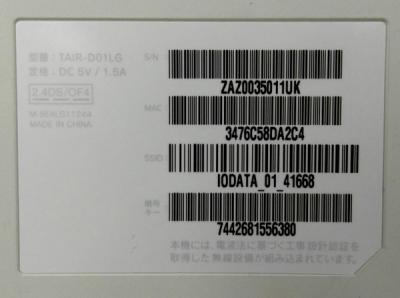 型番: TAIR-D01LG
定格: DC 5V / 1.5A
2.4DS/OF4
MADE IN CHINA
S/N:
ZAZ0035011UK
MAC:
3476C58DA2C4
SSID:
IODATA_01_41668
暗号
キー
7442681556380
本機には、電波法に基づく工事設計認証を
取得した無線設備が組み込まれています。